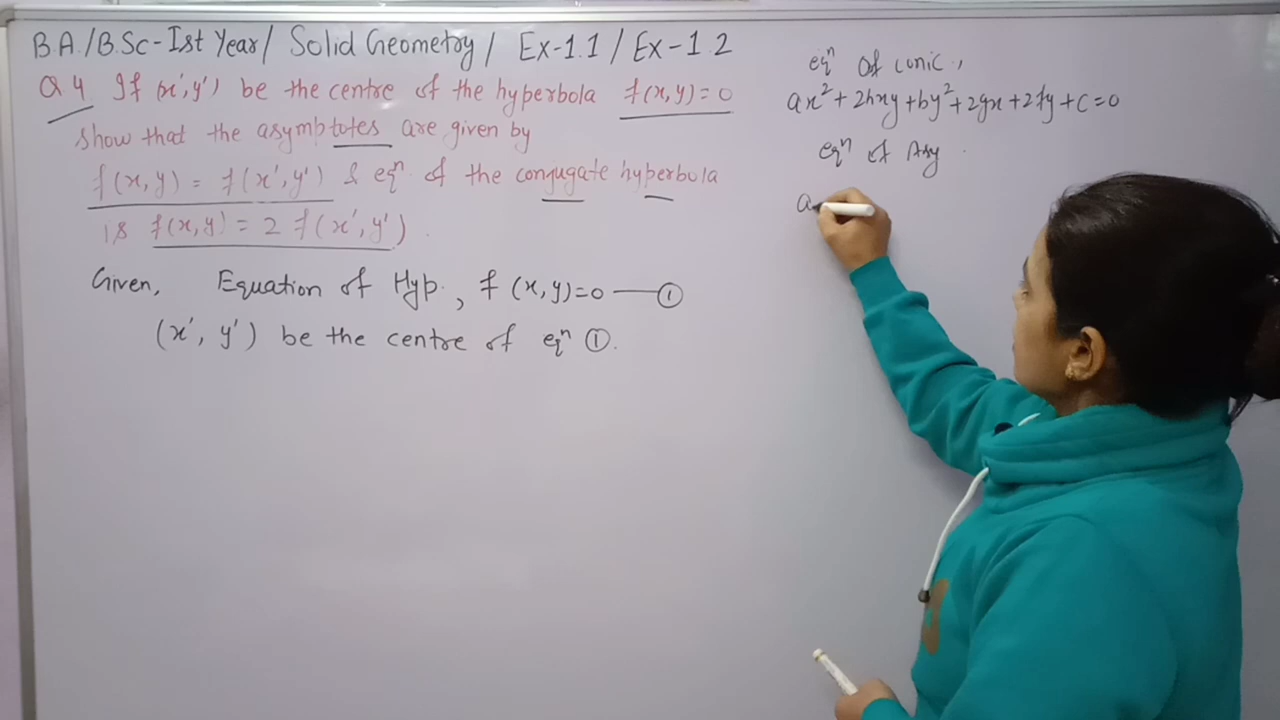 B.A./B.Sc-Ist Year/ Solid Geometry/ Ex-1.1 / Ex-1.2
Q 4 If (x', y') be the centre of the hyperbola f(x,y)=0
show that the asymptotes are given by
f(x,y) = f(x',y') & eqⁿ of the conjugate hyperbola
is f(x,y) = 2 f(x',y').
Given, Equation of Hyp., f(x,y)=0 —①
(x', y') be the centre of eqⁿ ①.
eqⁿ of conic,
ax²+2hxy+by²+2gx+2fy+c=0
eqⁿ of Asy
a